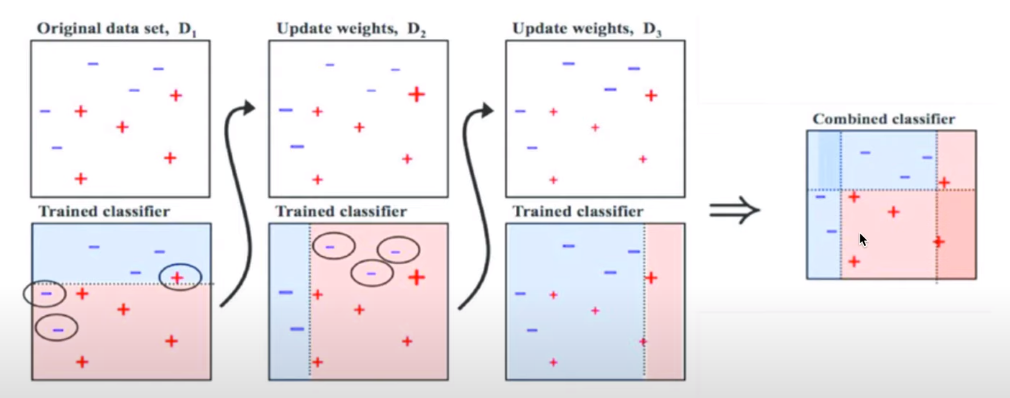 Original data set, D₁
Update weights, D₂
Update weights, D₃
Combined classifier
Trained classifier
Trained classifier
Trained classifier